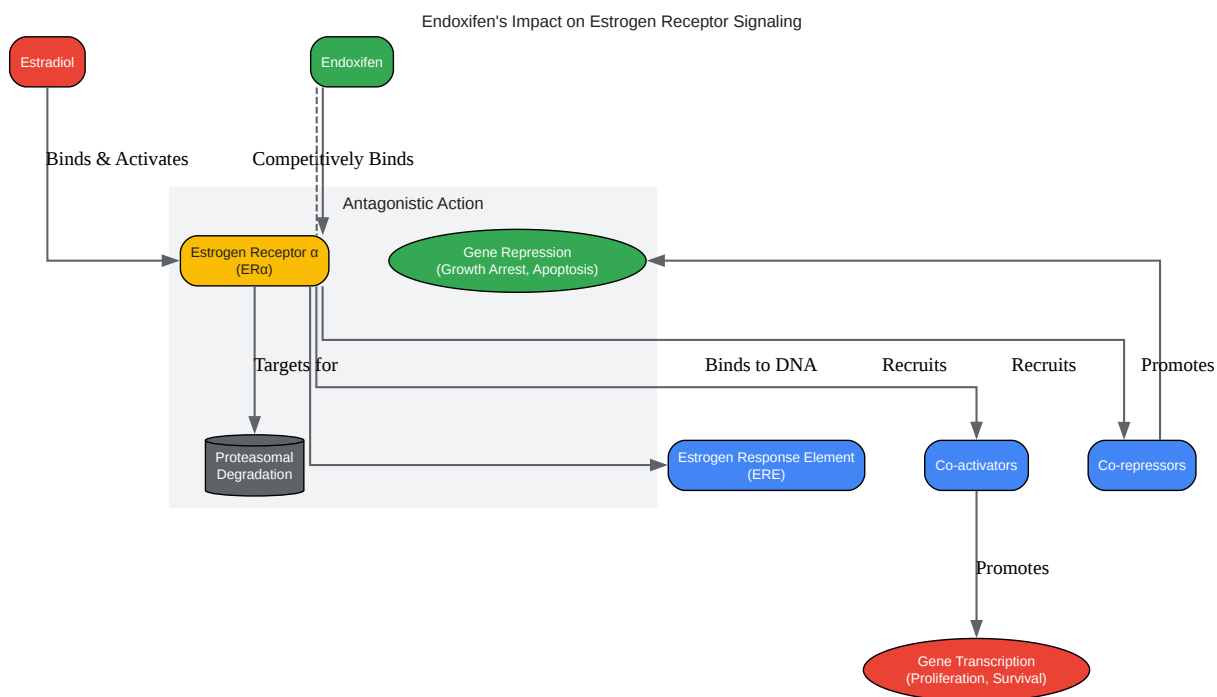 Endoxifen's Impact on Estrogen Receptor Signaling
Estradiol
Endoxifen
Binds & Activates
Competitively Binds
Antagonistic Action
Estrogen Receptor α
(ERα)
Gene Repression
(Growth Arrest, Apoptosis)
Targets for
Binds to DNA
Recruits
Recruits
Promotes
Proteasomal
Degradation
Estrogen Response Element
(ERE)
Co-activators
Co-repressors
Promotes
Gene Transcription
(Proliferation, Survival)